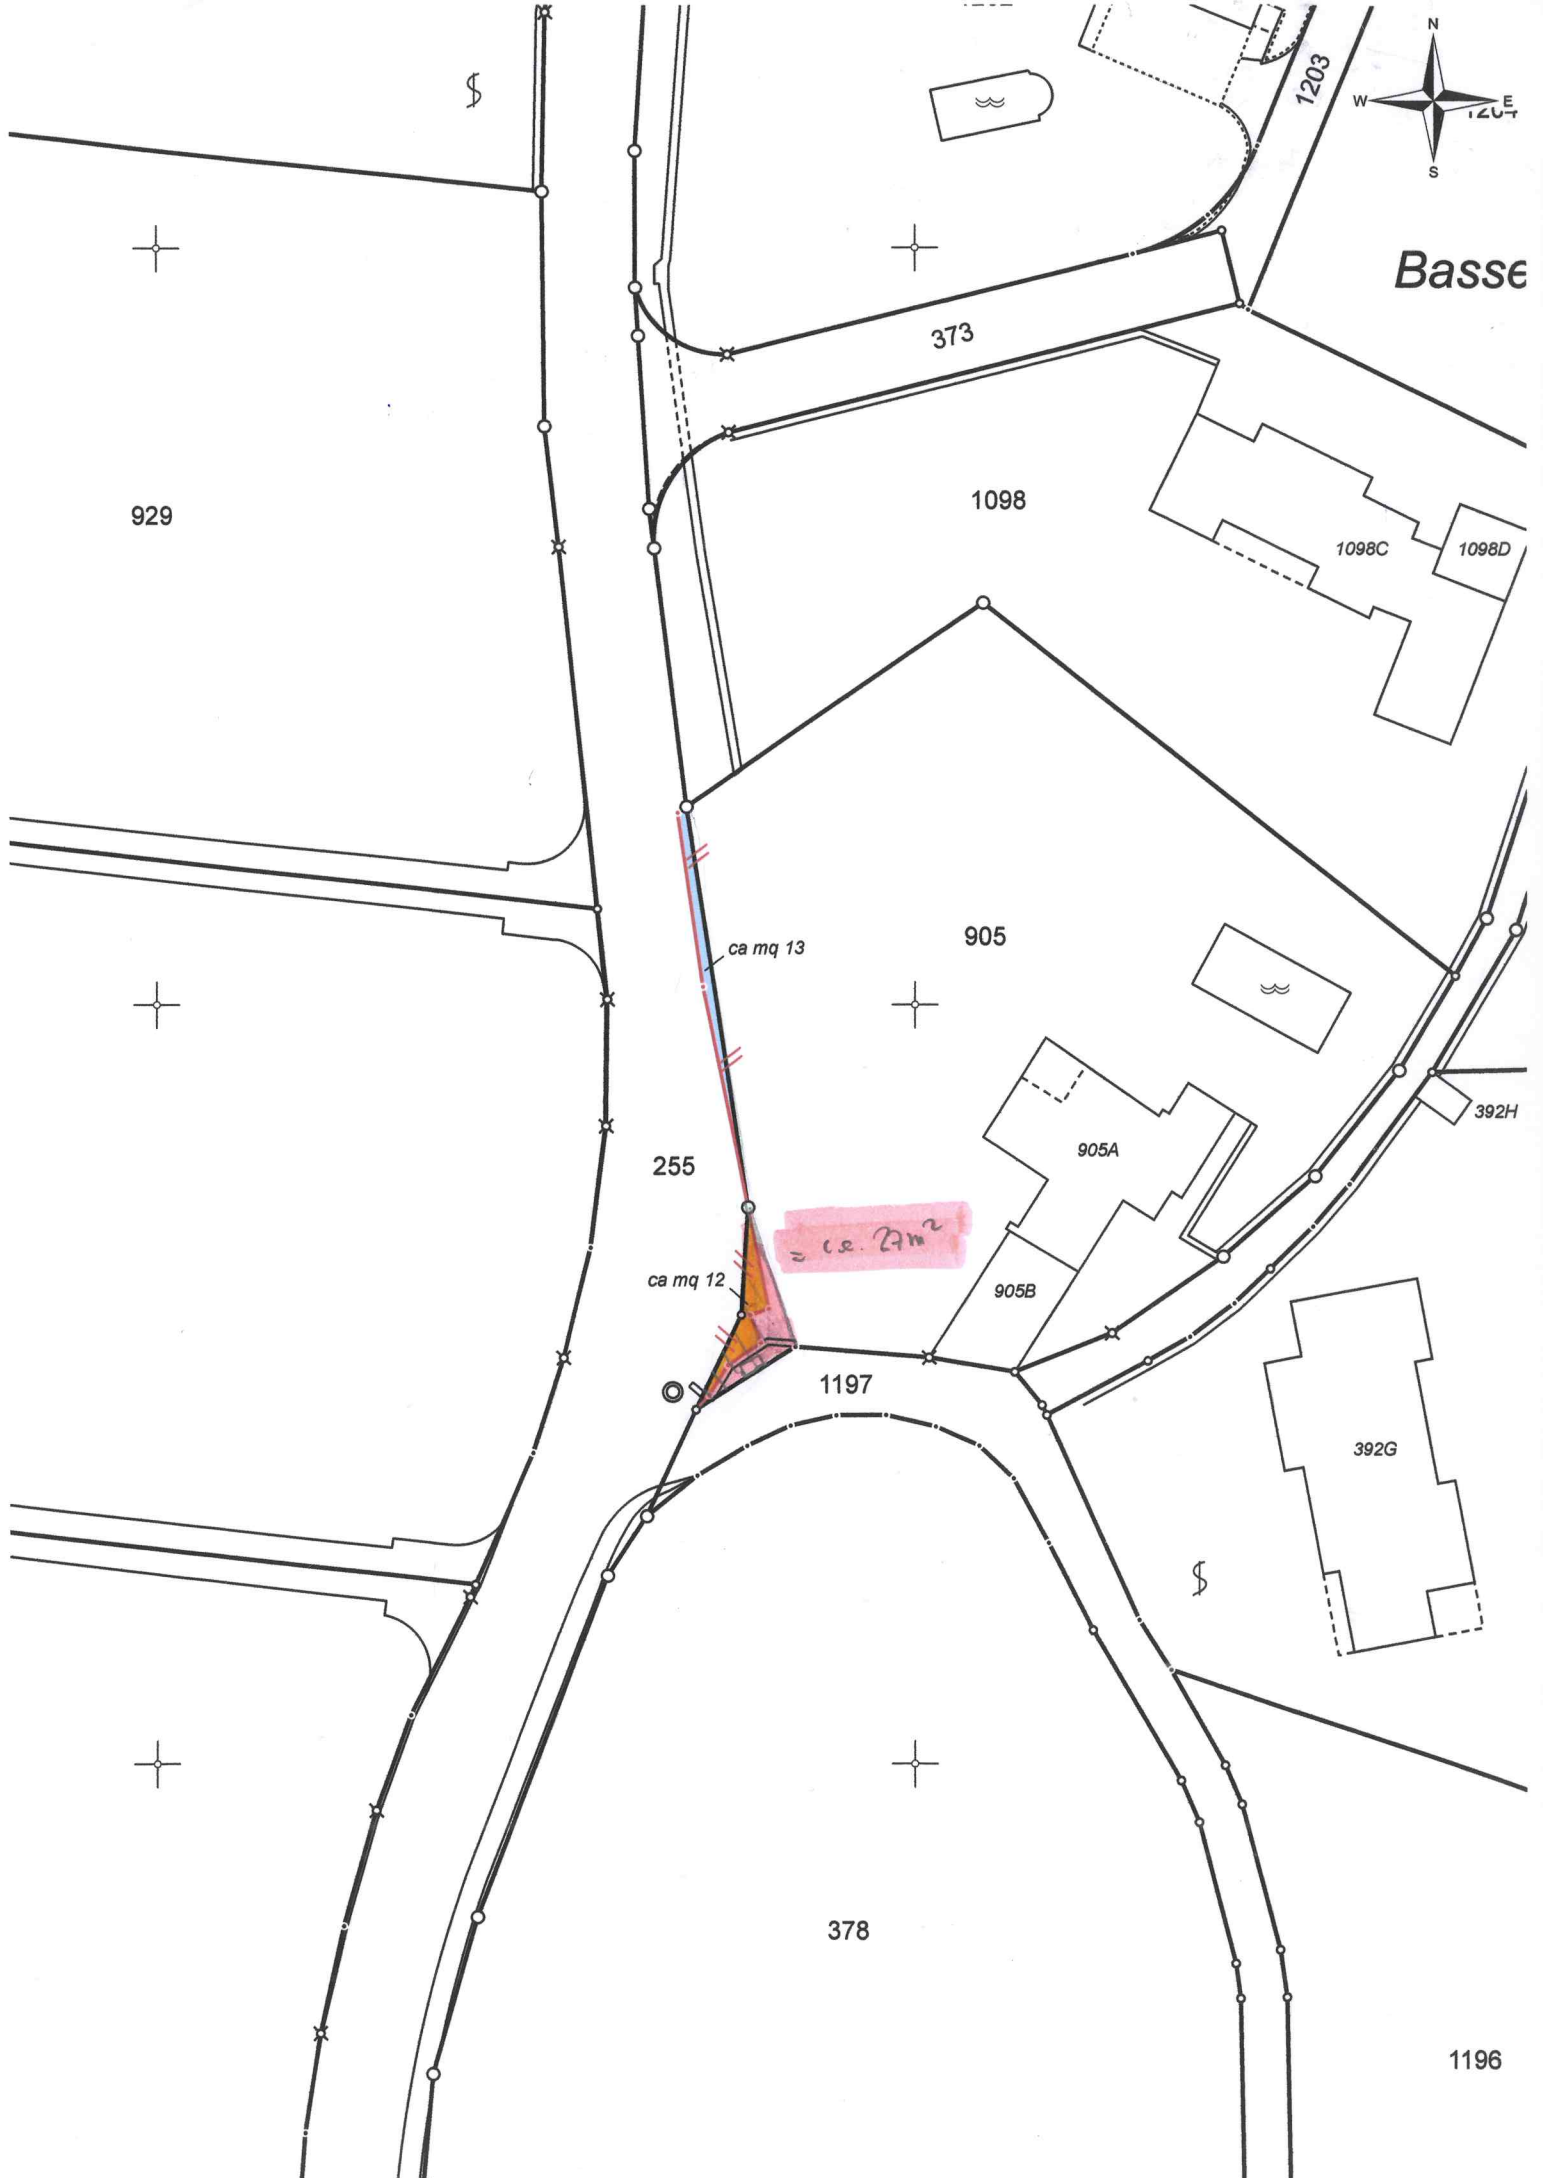 N
W E
S
1203
Basse
373
929
1098
1098C
1098D
905
ca mq 13
392H
905A
255
= ca. 27m²
ca mq 12
905B
1197
392G
378
1196